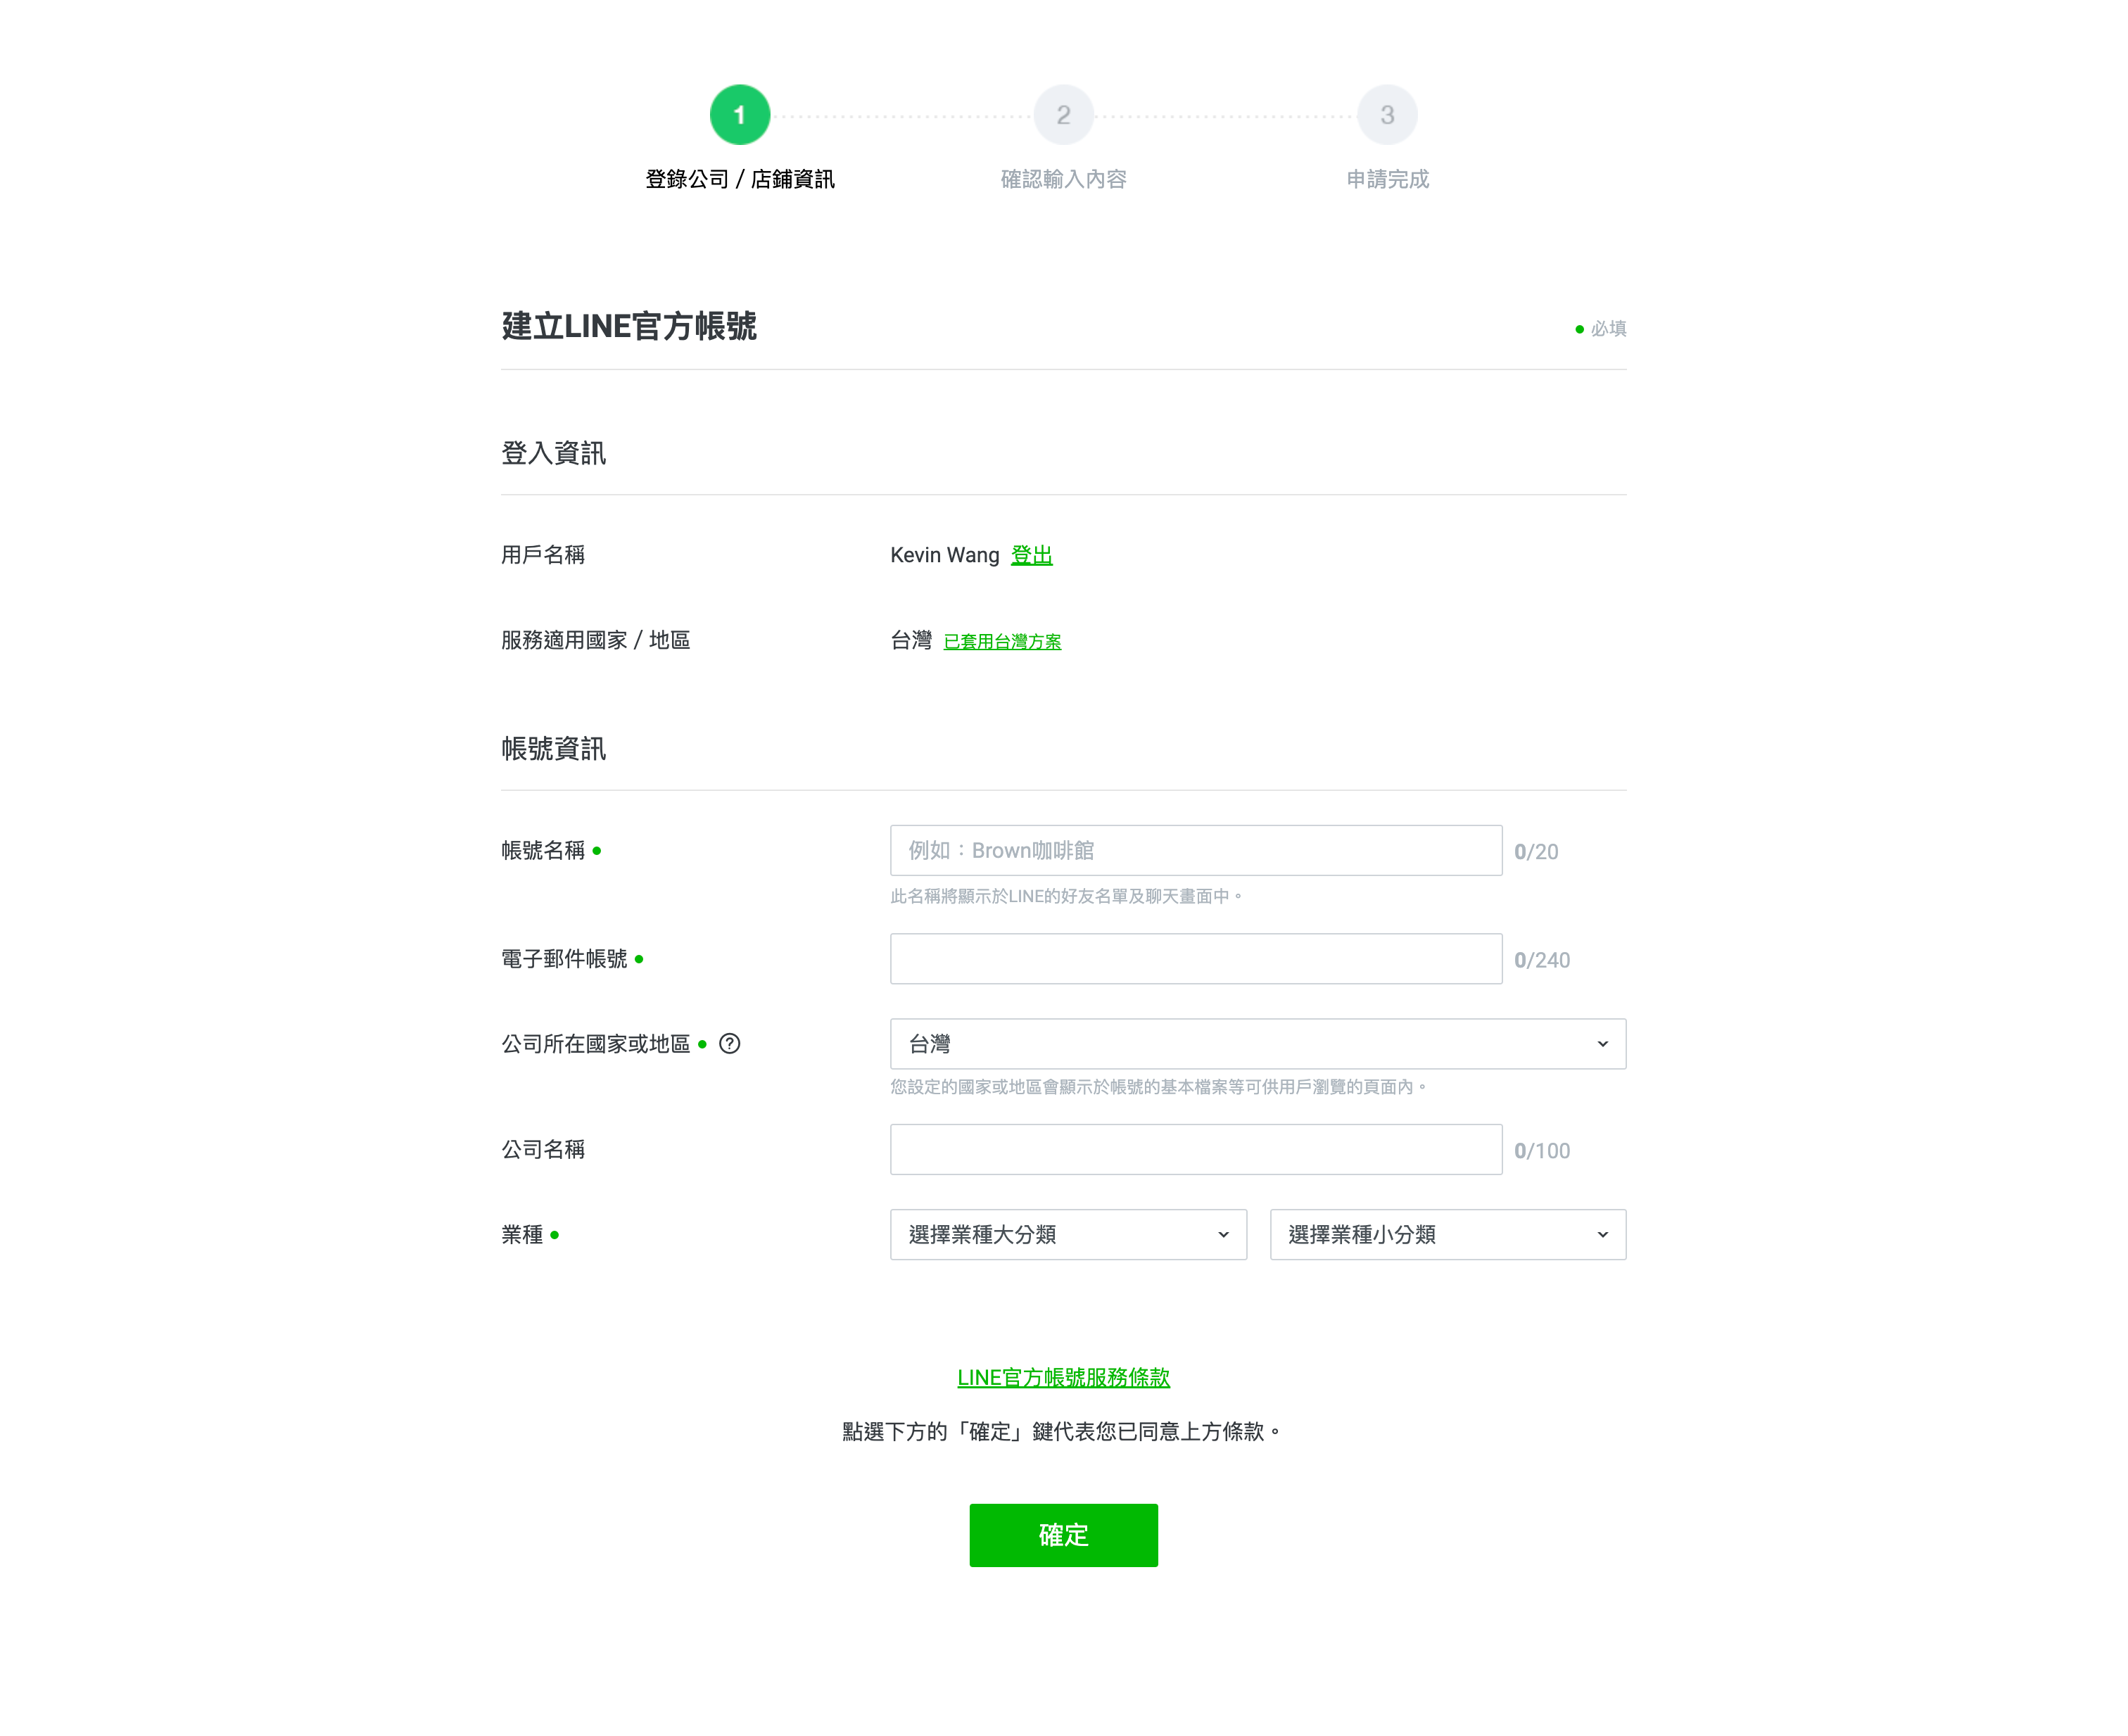 1
2
3
登錄公司 / 店鋪資訊
確認輸入內容
申請完成
建立LINE官方帳號
必填
登入資訊
用戶名稱
Kevin Wang 登出
服務適用國家 / 地區
台灣 已套用台灣方案
帳號資訊
帳號名稱
例如：Brown咖啡館
0/20
此名稱將顯示於LINE的好友名單及聊天畫面中。
電子郵件帳號
0/240
公司所在國家或地區 ?
台灣
您設定的國家或地區會顯示於帳號的基本檔案等可供用戶瀏覽的頁面內。
公司名稱
0/100
業種
選擇業種大分類
選擇業種小分類
LINE官方帳號服務條款
點選下方的「確定」鍵代表您已同意上方條款。
確定